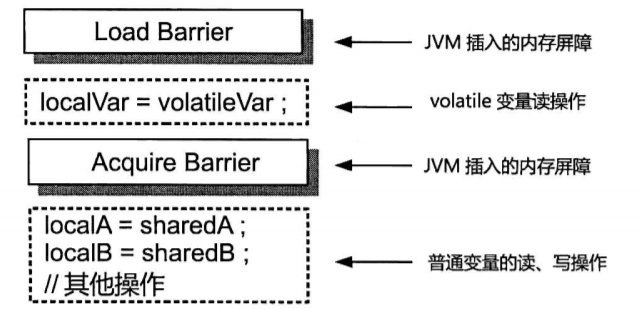 Load Barrier
JVM 插入的内存屏障
localVar = volatileVar ;
volatile 变量读操作
Acquire Barrier
JVM 插入的内存屏障
localA = sharedA ;
localB = sharedB ;
// 其他操作
普通变量的读、写操作